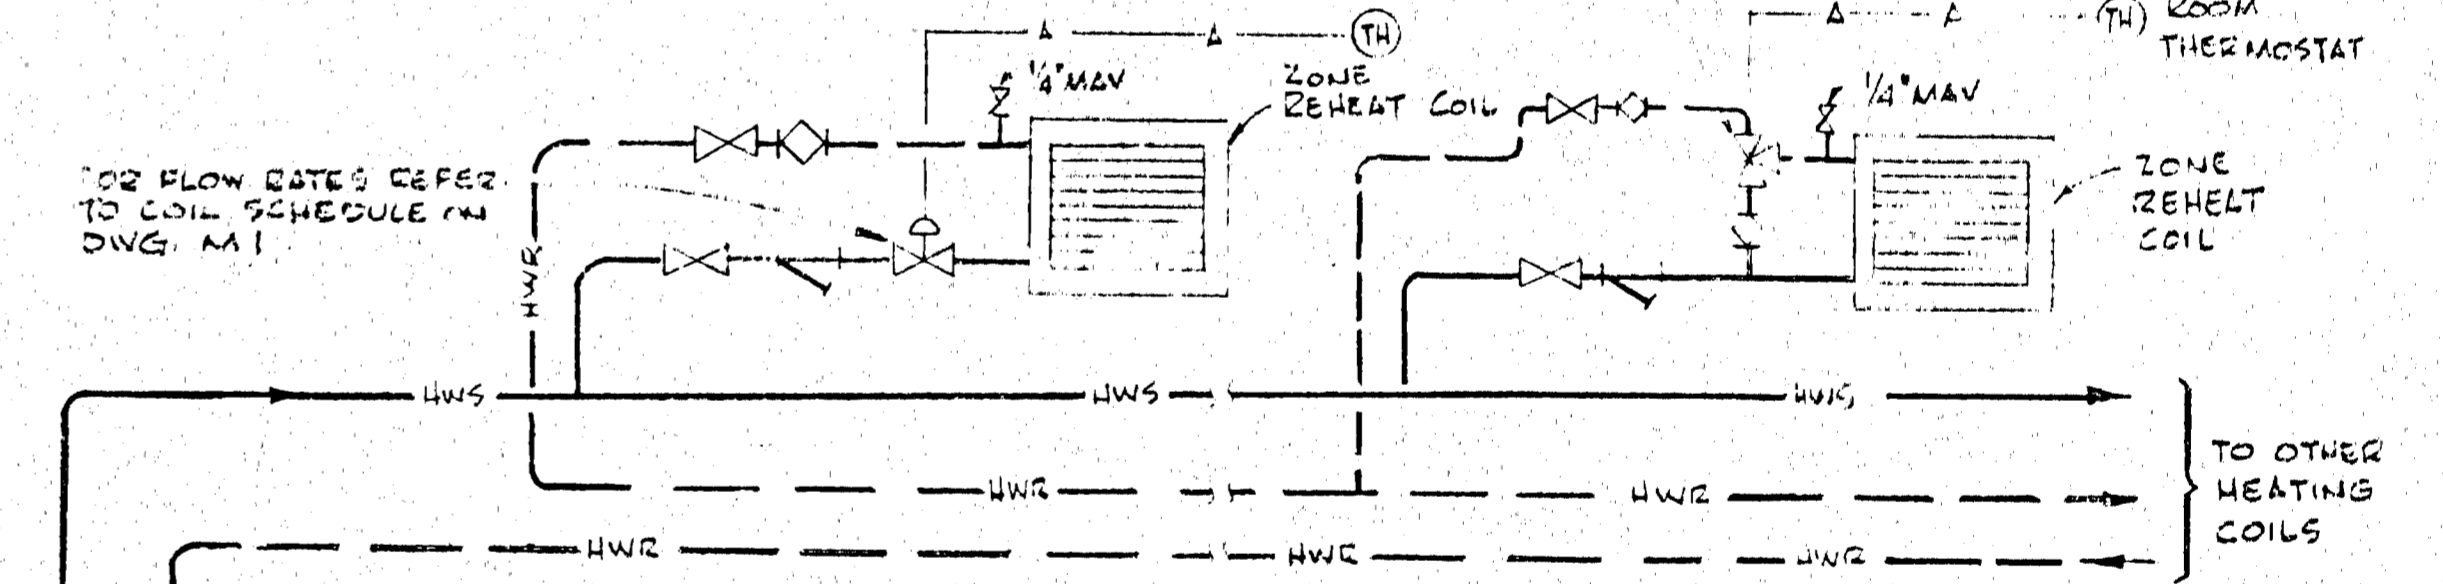 TH
(TH) ROOM
THERMOSTAT
1/4" MAV
ZONE
REHEAT COIL
1/4" MAV
FOR FLOW RATES REFER
TO COIL SCHEDULE ON
DWG. M1
ZONE
REHEAT
COIL
HWR
HWS
HWS
HWS
HWR
HWR
HWR
HWR
HWR
TO OTHER
HEATING
COILS